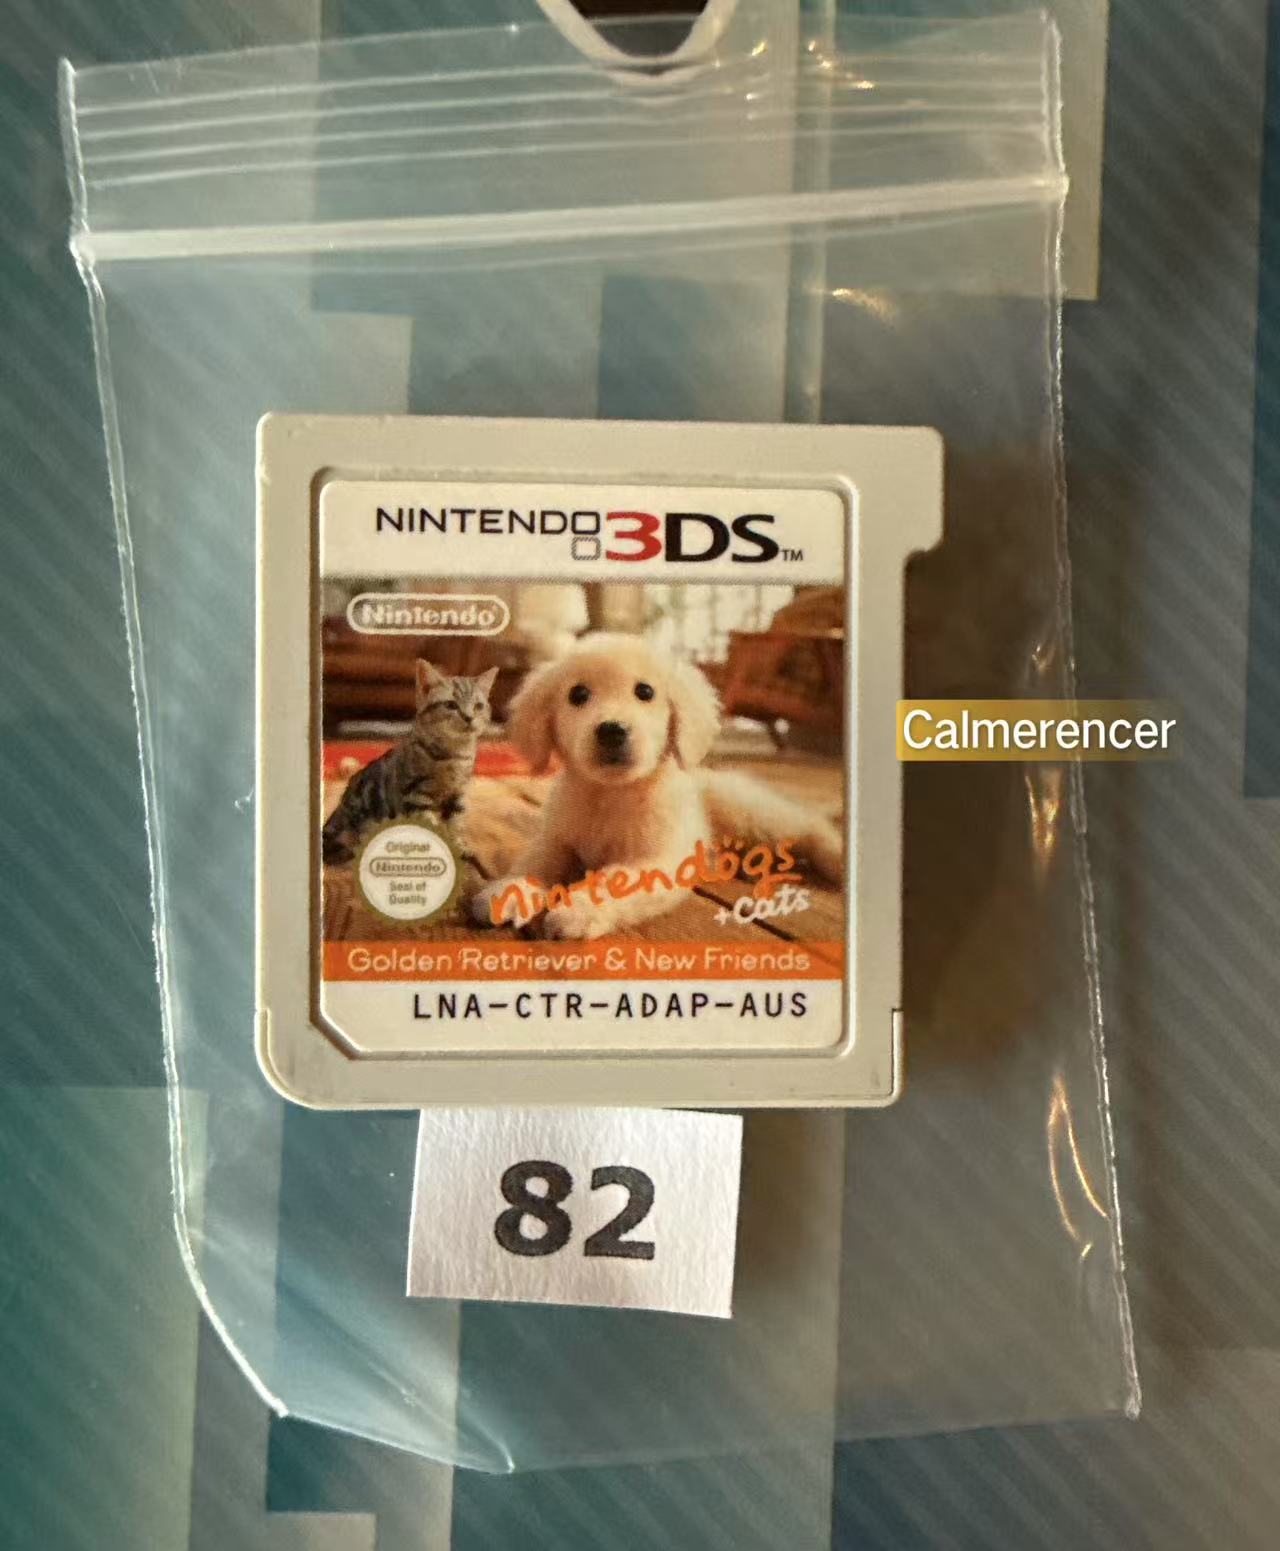 NINTENDO 3DS™
Nintendo
Calmerencer
Original
Nintendo
Seal of
Quality
nintendögs
+cats
Golden Retriever & New Friends
LNA-CTR-ADAP-AUS
82